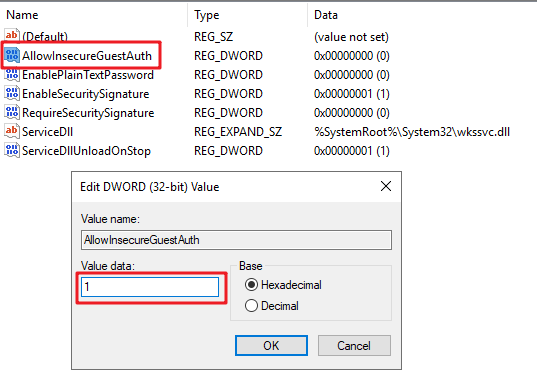 Name Type Data
(Default) REG_SZ (value not set)
AllowInsecureGuestAuth REG_DWORD 0x00000000 (0)
EnablePlainTextPassword REG_DWORD 0x00000000 (0)
EnableSecuritySignature REG_DWORD 0x00000001 (1)
RequireSecuritySignature REG_DWORD 0x00000000 (0)
ServiceDll REG_EXPAND_SZ %SystemRoot%\System32\wkssvc.dll
ServiceDllUnloadOnStop REG_DWORD 0x00000001 (1)
Edit DWORD (32-bit) Value
Value name:
AllowInsecureGuestAuth
Value data: Base
1 Hexadecimal
Decimal
OK Cancel